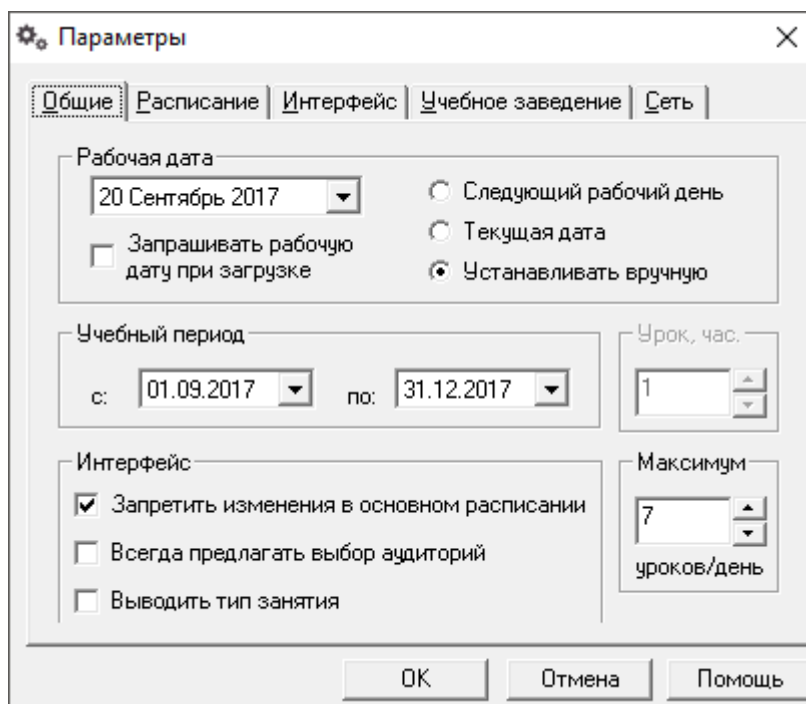 Параметры
Общие Расписание Интерфейс Учебное заведение Сеть
Рабочая дата
20 Сентябрь 2017
Запрашивать рабочую
дату при загрузке
Следующий рабочий день
Текущая дата
Устанавливать вручную
Учебный период
с: 01.09.2017 по: 31.12.2017
Урок, час.
1
Интерфейс
Запретить изменения в основном расписании
Всегда предлагать выбор аудиторий
Выводить тип занятия
Максимум
7
уроков/день
OK Отмена Помощь